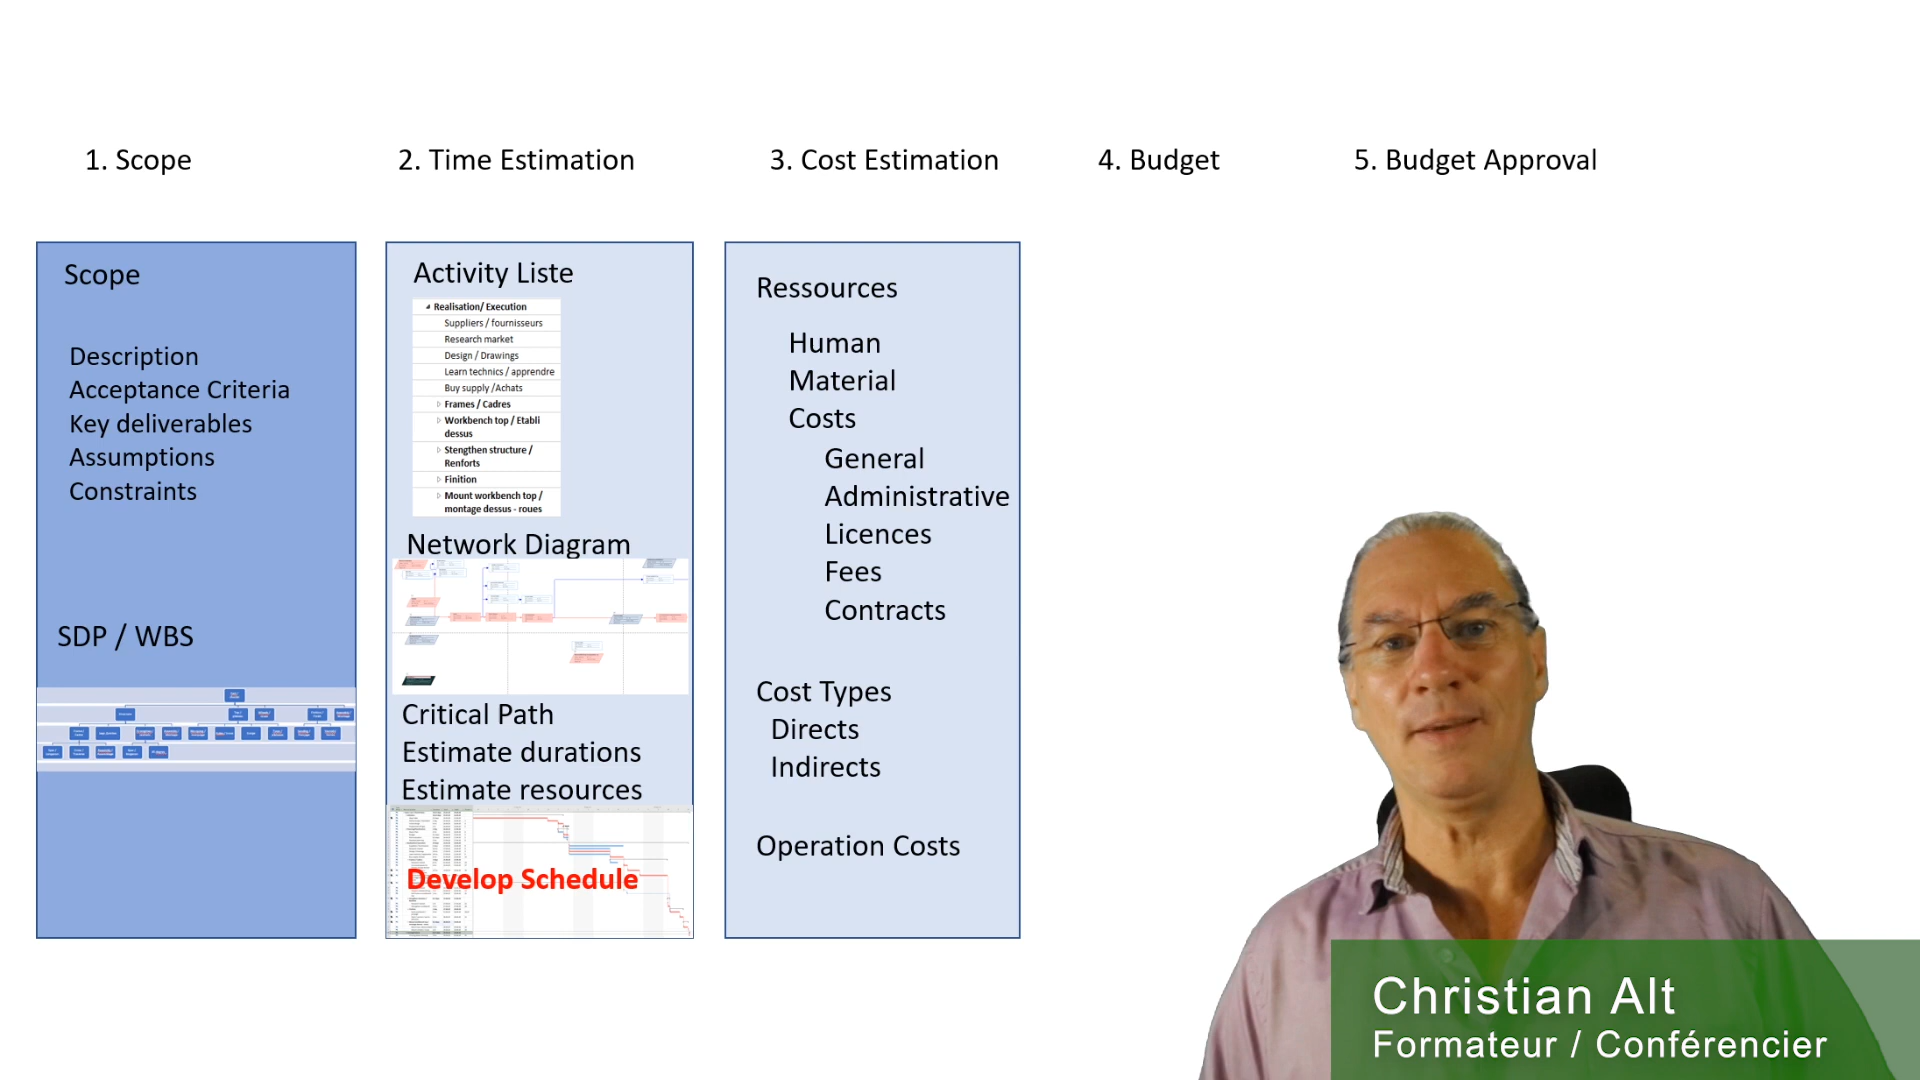 1. Scope
2. Time Estimation
3. Cost Estimation
4. Budget
5. Budget Approval
Scope
Description
Acceptance Criteria
Key deliverables
Assumptions
Constraints
SDP / WBS
Activity Liste
Realisation/ Execution
Suppliers / fournisseurs
Research market
Design / Drawings
Learn technics / apprendre
Buy supply /Achats
Frames / Cadres
Workbench top / Etabli
dessus
Stengthen structure /
Renforts
Finition
Mount workbench top /
montage dessus - roues
Network Diagram
Critical Path
Estimate durations
Estimate resources
Develop Schedule
Ressources
Human
Material
Costs
General
Administrative
Licences
Fees
Contracts
Cost Types
Directs
Indirects
Operation Costs
Christian Alt
Formateur / Conférencier